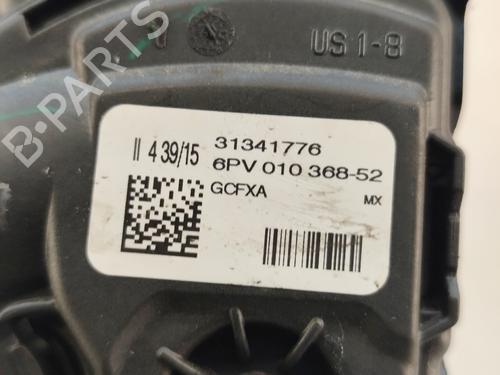 US 1-8
II 4 39/15
31341776
6PV 010 368-52
GCFXA
MX
B-PARTS